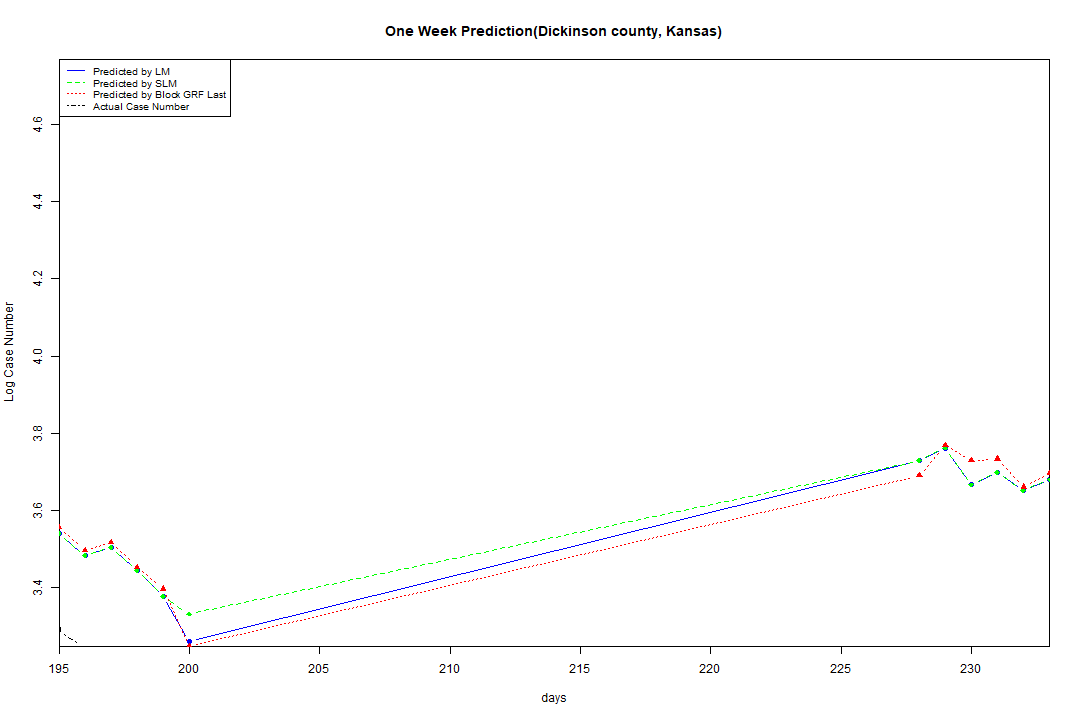 One Week Prediction(Dickinson county, Kansas)
Predicted by LM
Predicted by SLM
Predicted by Block GRF Last
Actual Case Number
4.6
4.4
4.2
4.0
3.8
3.6
3.4
Log Case Number
195 200 205 210 215 220 225 230
days